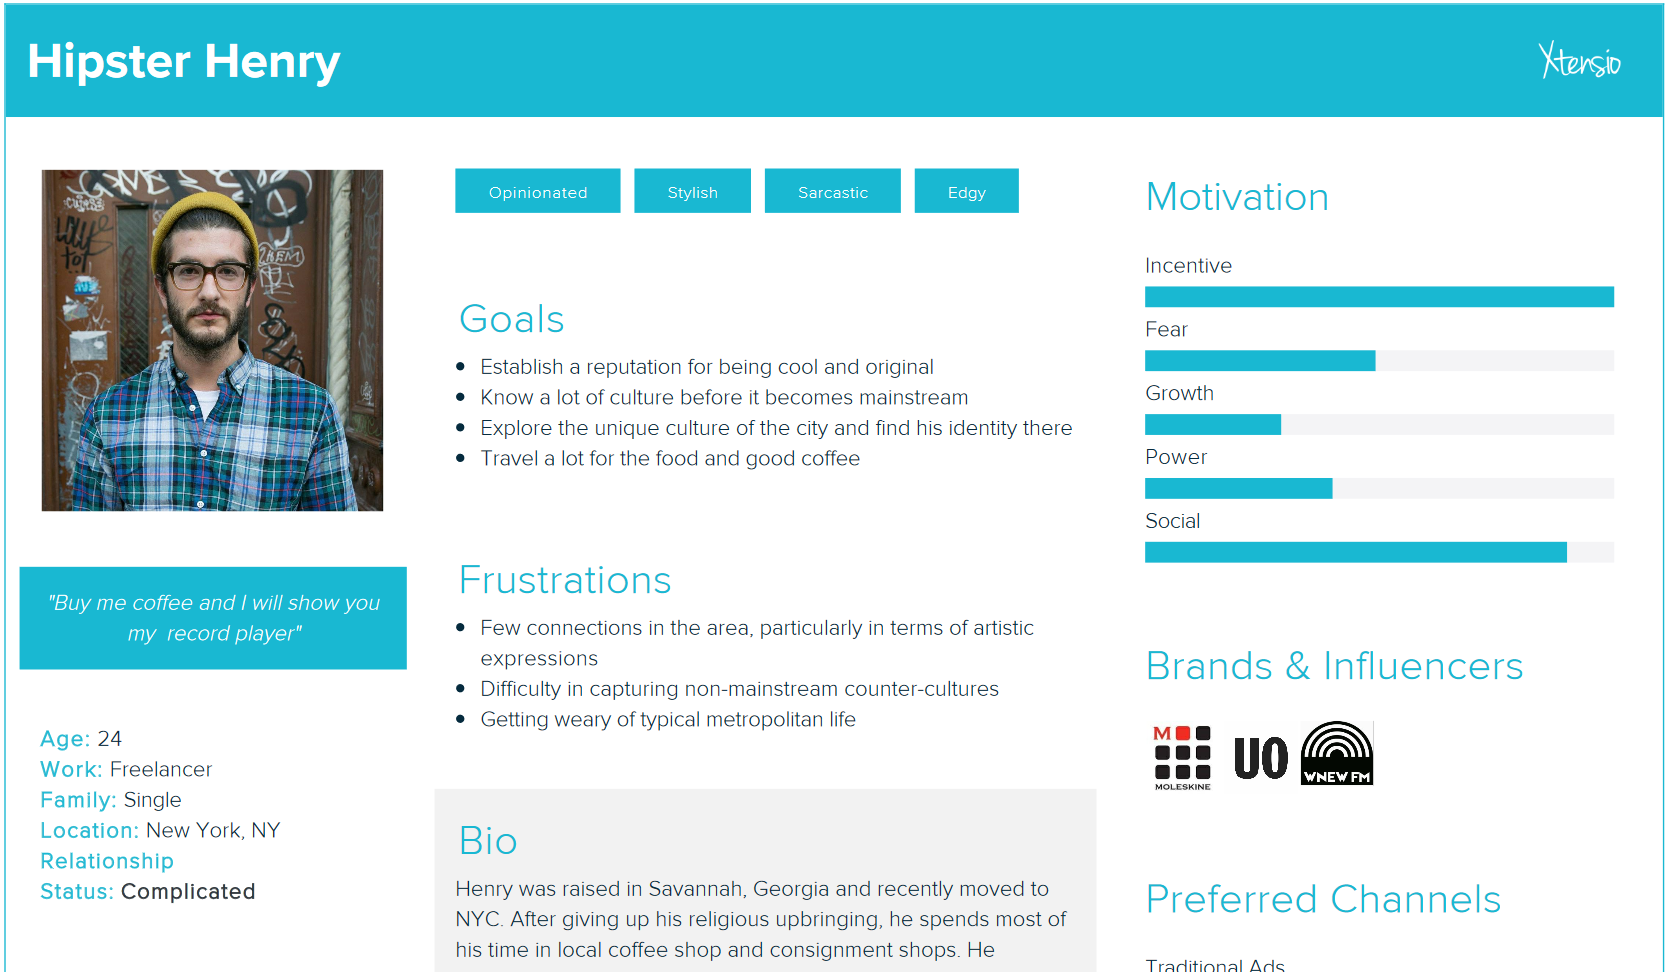 Hipster Henry
Xtensio
Opinionated
Stylish
Sarcastic
Edgy
"Buy me coffee and I will show you
my record player"
Age: 24
Work: Freelancer
Family: Single
Location: New York, NY
Relationship
Status: Complicated
Goals
Establish a reputation for being cool and original
Know a lot of culture before it becomes mainstream
Explore the unique culture of the city and find his identity there
Travel a lot for the food and good coffee
Frustrations
Few connections in the area, particularly in terms of artistic
expressions
Difficulty in capturing non-mainstream counter-cultures
Getting weary of typical metropolitan life
Bio
Henry was raised in Savannah, Georgia and recently moved to
NYC. After giving up his religious upbringing, he spends most of
his time in local coffee shop and consignment shops. He
Motivation
Incentive
Fear
Growth
Power
Social
Brands & Influencers
M
MOLESKINE
UO
WNEW FM
Preferred Channels
Traditional Ads